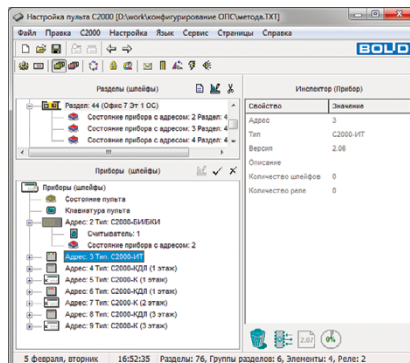 Настройка пульта C2000 [D:\work\конфигурирование ОПС\метода.TXT]
Файл Правка C2000 Настройка Язык Сервис Страницы Справка
BOLID
Разделы (шлейфы)
Раздел: 44 (Офис 7 Эт 1 ОС)
Состояние прибора с адресом: 2 Раздел: 4
Состояние прибора с адресом: 3 Раздел: 4
Состояние прибора с адресом: 4 Раздел: 4
Приборы (шлейфы)
Приборы (шлейфы)
Состояние пульта
Клавиатура пульта
Адрес: 2 Тип: С2000-БИ/БКИ
Считыватель: 1
Состояние прибора с адресом: 2
Адрес: 3 Тип: С2000-ИТ
Адрес: 4 Тип: С2000-КДЛ (1 этаж)
Адрес: 5 Тип: С2000-К (1 этаж)
Адрес: 6 Тип: С2000-КДЛ (1 этаж)
Адрес: 7 Тип: С2000-К (2 этаж)
Адрес: 8 Тип: С2000-КДЛ (3 этаж)
Адрес: 9 Тип: С2000-К (3 этаж)
Инспектор (Прибор)
Свойство Значение
Адрес 3
Тип С2000-ИТ
Версия 2.06
Описание
Количество шлейфов 0
Количество реле 0
2.07 0%
5 февраля, вторник 16:52:35 Разделы: 76, Группы разделов: 6, Элементы: 4, Реле: 2